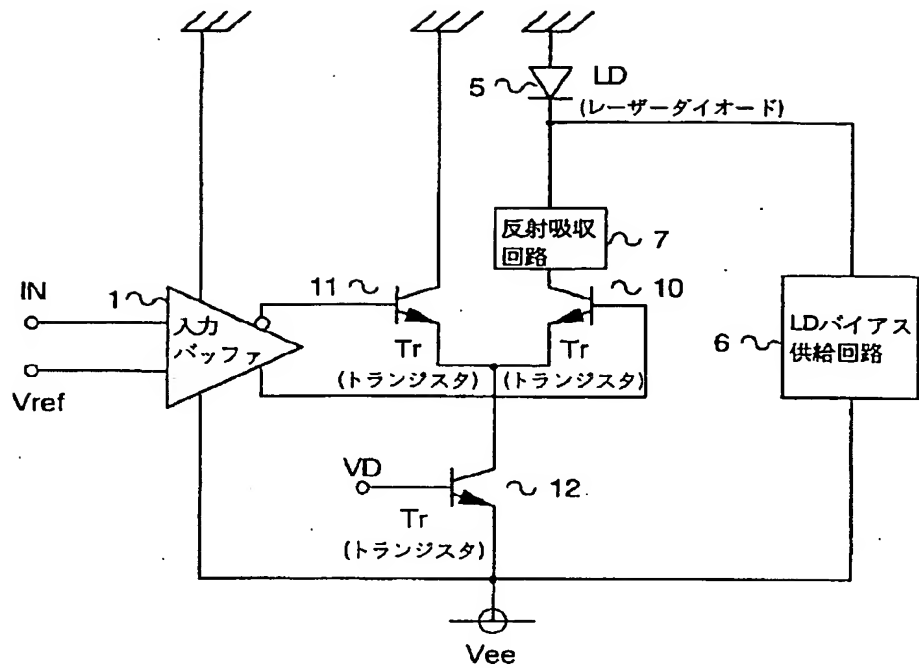 5
LD
(レーザーダイオード)
反射吸収
回路
7
IN
1
入力
バッファ
Vref
11
10
Tr
(トランジスタ)
Tr
(トランジスタ)
6
LDバイアス
供給回路
VD
12
Tr
(トランジスタ)
Vee